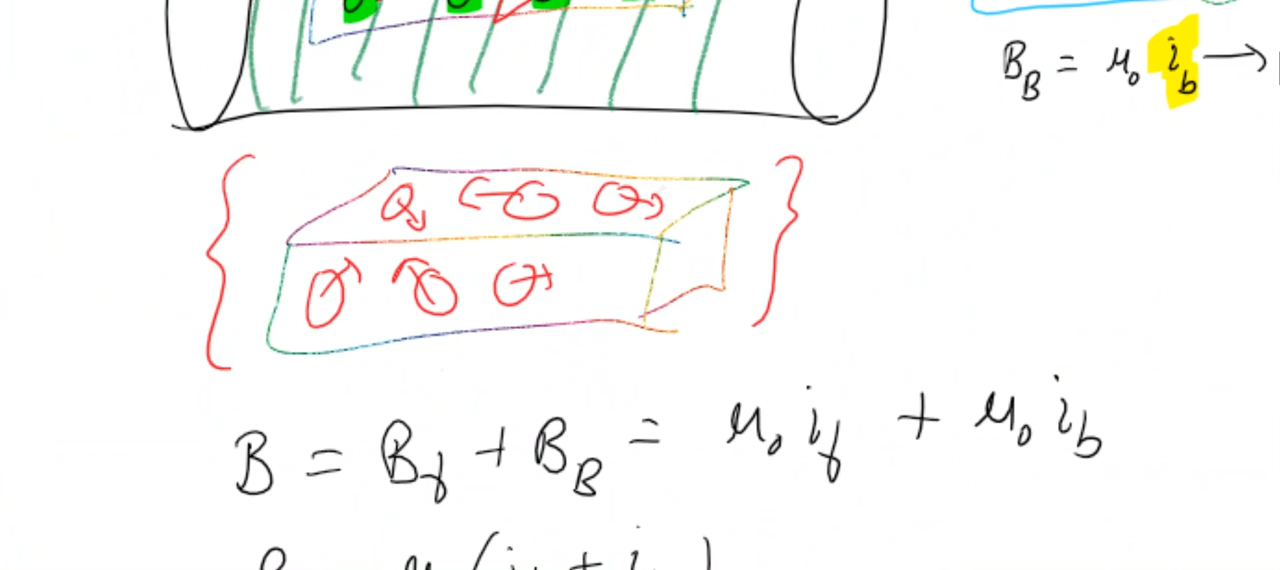 B_B = μ₀ i_b →
B = B_f + B_B = μ₀ i_f + μ₀ i_b